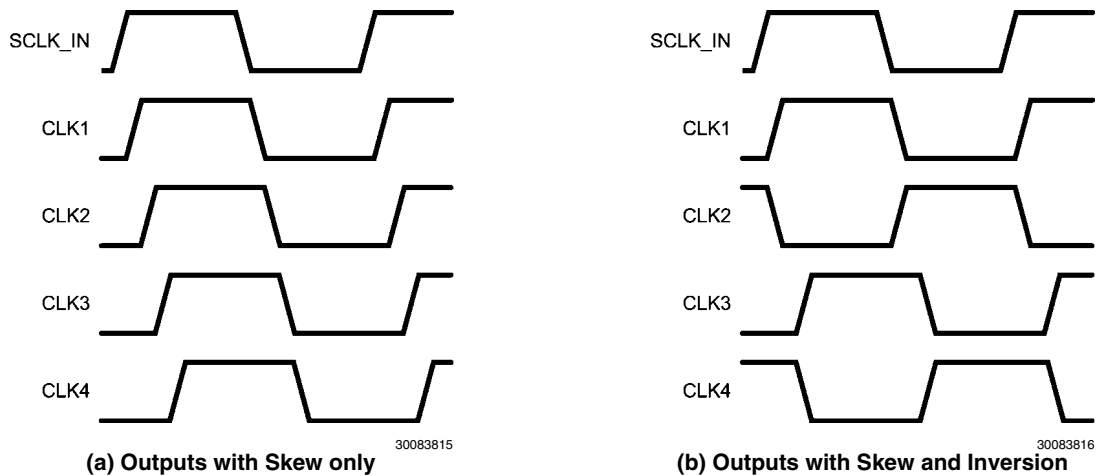 SCLK_IN
CLK1
CLK2
CLK3
CLK4
30083815
(a) Outputs with Skew only
SCLK_IN
CLK1
CLK2
CLK3
CLK4
30083816
(b) Outputs with Skew and Inversion